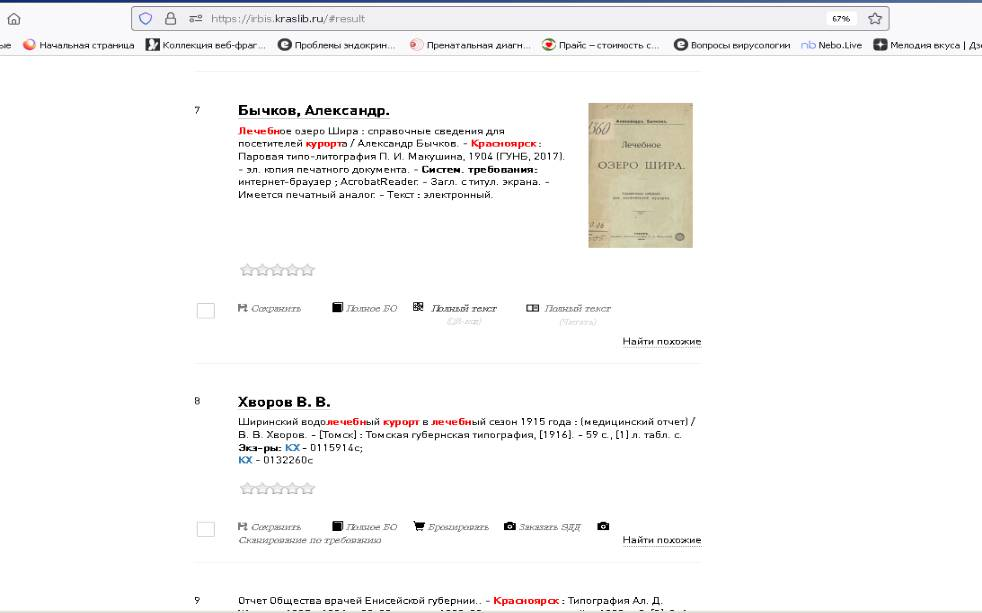 https://irbis.kraslib.ru/#result
67%
ые
Начальная страница
Коллекция веб-фраг...
Проблемы эндокрин...
Пренатальная диагн...
Прайс – стоимость с...
Вопросы вирусологии
Nebo.Live
Мелодия вкуса | Дз
7
Бычков, Александр.
Лечебное озеро Шира : справочные сведения для
посетителей курорта / Александр Бычков. - Красноярск :
Паровая типо-литография П. И. Макушина, 1904 (ГУНБ, 2017).
- эл. копия печатного документа. - Систем. требования:
интернет-браузер ; AcrobatReader. - Загл. с титул. экрана. -
Имеется печатный аналог. - Текст : электронный.
Александръ Бычковъ.
Лечебное
ОЗЕРО ШИРА.
Сохранить
Полное БО
Полный текст
(QR-код)
Полный текст
(Читать)
Найти похожие
8
Хворов В. В.
Ширинский водолечебный курорт в лечебный сезон 1915 года : (медицинский отчет) /
В. В. Хворов. - [Томск] : Томская губернская типография, [1916]. - 59 с., [1] л. табл. с.
Экз-ры: КХ - 0115914с;
КХ - 0132260с
Сохранить
Полное БО
Бронировать
Заказать ЭДД
Сканирование по требованию
Найти похожие
9
Отчет Общества врачей Енисейской губернии.. - Красноярск : Типография Ал. Д.